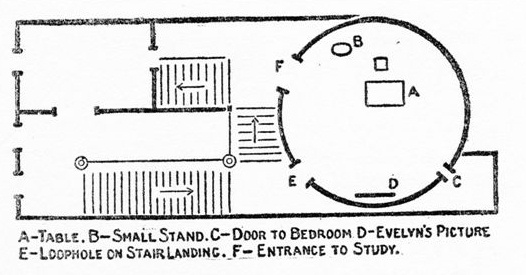 F
B
A
E
D
C
A–TABLE. B–SMALL STAND. C–DOOR TO BEDROOM D–EVELYN'S PICTURE
E–LOOPHOLE ON STAIR LANDING. F–ENTRANCE TO STUDY.